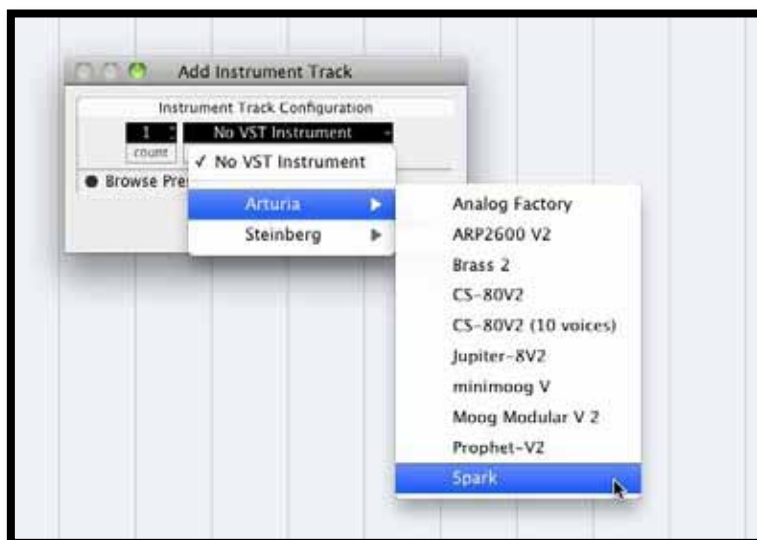 Add Instrument Track
Instrument Track Configuration
1 No VST Instrument
count
✓ No VST Instrument
Browse Pre
Arturia
Steinberg
Analog Factory
ARP2600 V2
Brass 2
CS-80V2
CS-80V2 (10 voices)
Jupiter-8V2
minimoog V
Moog Modular V 2
Prophet-V2
Spark